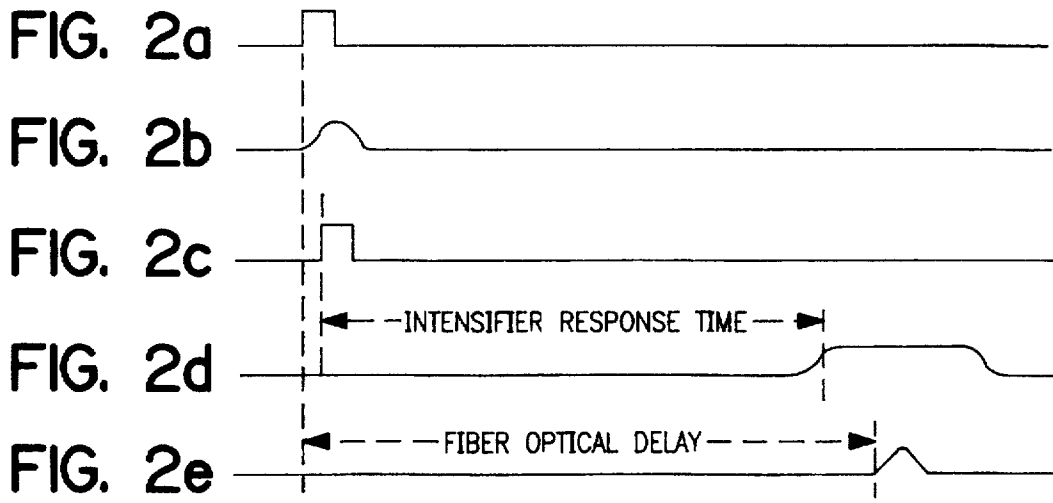 FIG. 2a
FIG. 2b
FIG. 2c
INTENSIFIER RESPONSE TIME
FIG. 2d
FIBER OPTICAL DELAY
FIG. 2e